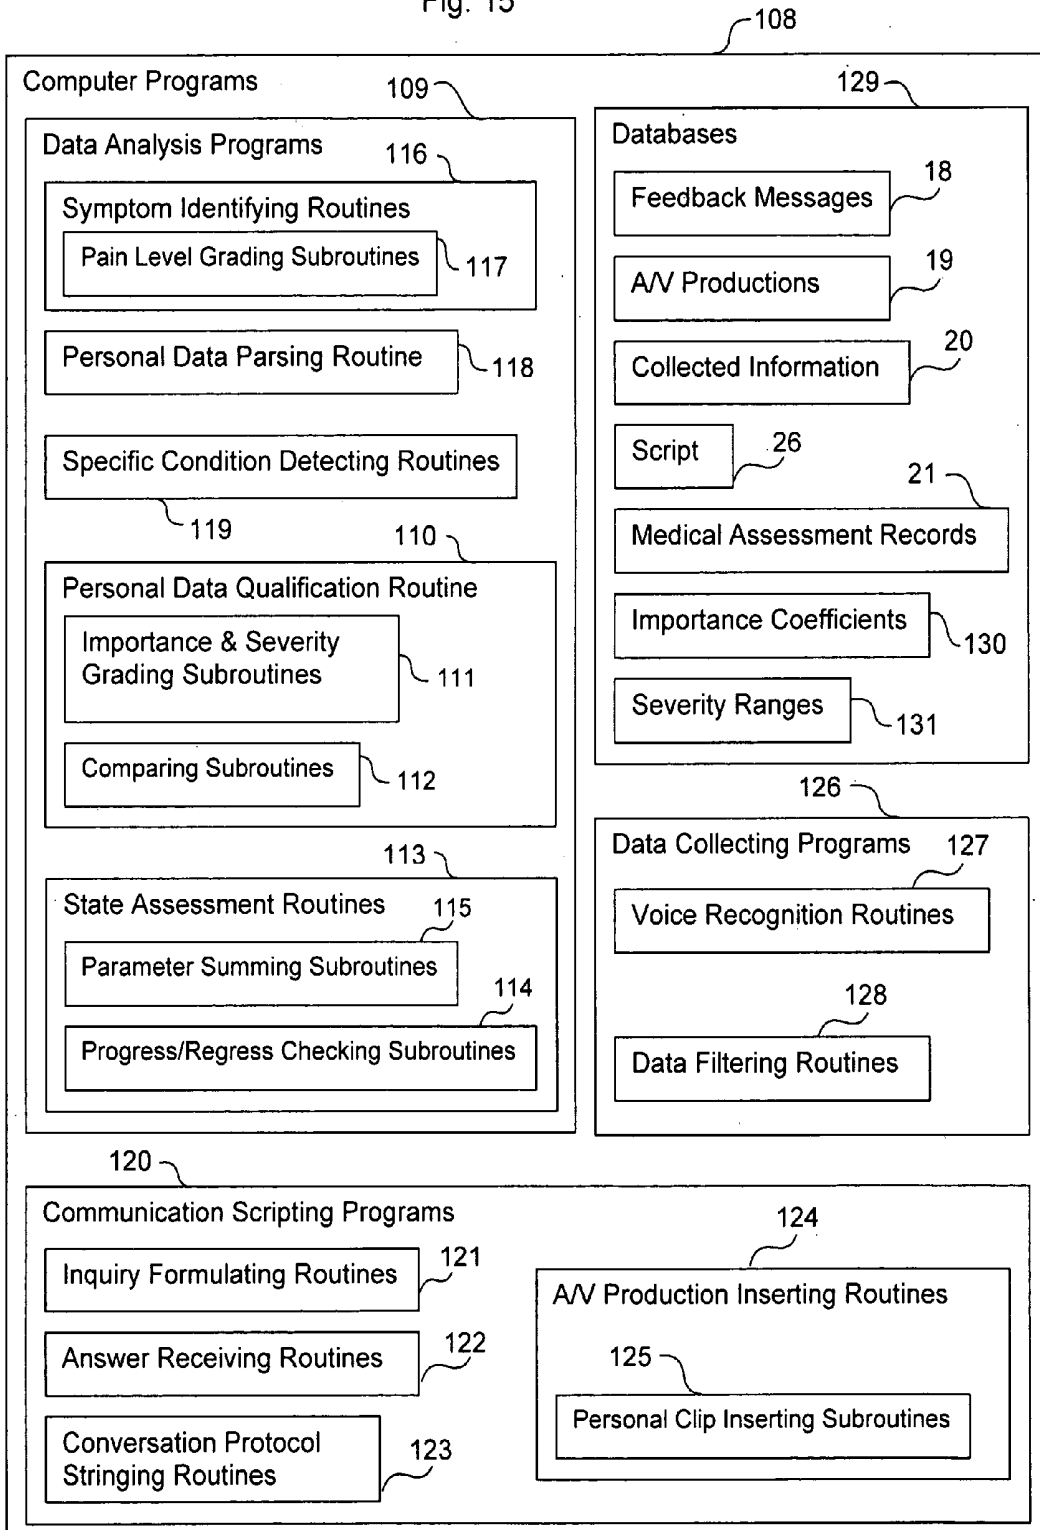 Fig. 15
108
Computer Programs
109
Data Analysis Programs
116
Symptom Identifying Routines
Pain Level Grading Subroutines
117
Personal Data Parsing Routine
118
Specific Condition Detecting Routines
119
110
Personal Data Qualification Routine
Importance & Severity
Grading Subroutines
111
Comparing Subroutines
112
113
State Assessment Routines
115
Parameter Summing Subroutines
114
Progress/Regress Checking Subroutines
129
Databases
18
Feedback Messages
19
A/V Productions
20
Collected Information
Script
26
21
Medical Assessment Records
Importance Coefficients
130
Severity Ranges
131
126
Data Collecting Programs
127
Voice Recognition Routines
128
Data Filtering Routines
120
Communication Scripting Programs
Inquiry Formulating Routines
121
Answer Receiving Routines
122
Conversation Protocol
Stringing Routines
123
124
A/V Production Inserting Routines
125
Personal Clip Inserting Subroutines